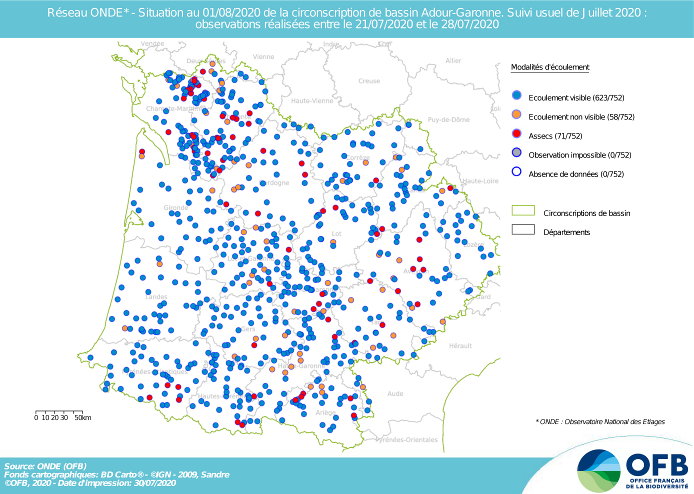 Réseau ONDE* - Situation au 01/08/2020 de la circonscription de bassin Adour-Garonne. Suivi usuel de Juillet 2020 :
observations réalisées entre le 21/07/2020 et le 28/07/2020
Vendée
Indre
Allier
Vienne
Creuse
Haute-Vienne
Puy-de-Dôme
Modalités d'écoulement
Ecoulement visible (623/752)
Ecoulement non visible (58/752)
Assecs (71/752)
Observation impossible (0/752)
Absence de données (0/752)
Circonscriptions de bassin
Départements
Haute-Loire
Gironde
Lot
Landes
Gard
Hérault
Aude
Ariège
Pyrénées-Orientales
0 10 20 30 50km
* ONDE : Observatoire National des Etiages
Source: ONDE (OFB)
Fonds cartographiques: BD Carto® - ©IGN - 2009, Sandre
©OFB, 2020 - Date d'impression: 30/07/2020
OFB
OFFICE FRANÇAIS
DE LA BIODIVERSITÉ